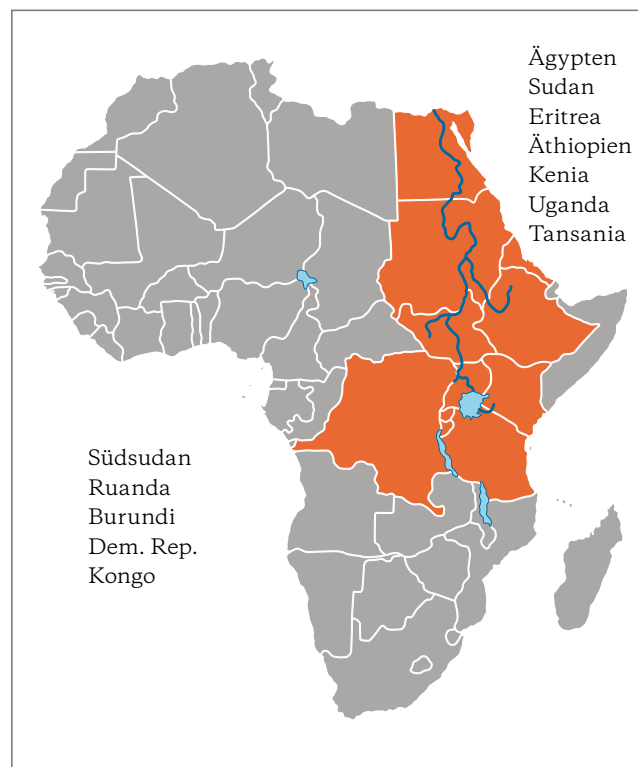 Ägypten
Sudan
Eritrea
Äthiopien
Kenia
Uganda
Tansania
Südsudan
Ruanda
Burundi
Dem. Rep.
Kongo